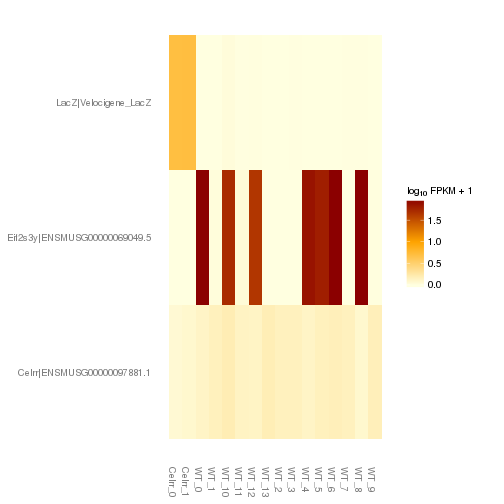 LacZ|Velocigene_LacZ
Eif2s3y|ENSMUSG00000069049.5
Celrr|ENSMUSG00000097881.1
log10 FPKM + 1
1.5
1.0
0.5
0.0
Celrr_0
Celrr_1
WT_0
WT_1
WT_10
WT_11
WT_12
WT_13
WT_2
WT_3
WT_4
WT_5
WT_6
WT_7
WT_8
WT_9